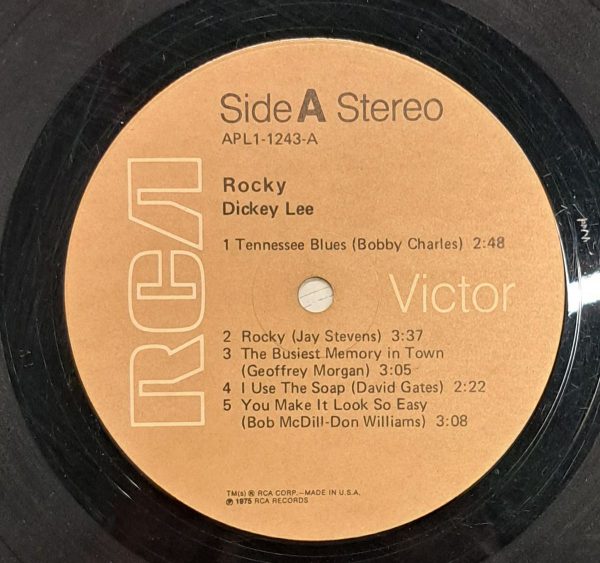 Side A Stereo
APL1-1243-A
Rocky
Dickey Lee
1 Tennessee Blues (Bobby Charles) 2:48
RCA
Victor
2 Rocky (Jay Stevens) 3:37
3 The Busiest Memory in Town
(Geoffrey Morgan) 3:05
4 I Use The Soap (David Gates) 2:22
5 You Make It Look So Easy
(Bob McDill-Don Williams) 3:08
TM(s) ® RCA CORP.—MADE IN U.S.A.
℗ 1975 RCA RECORDS